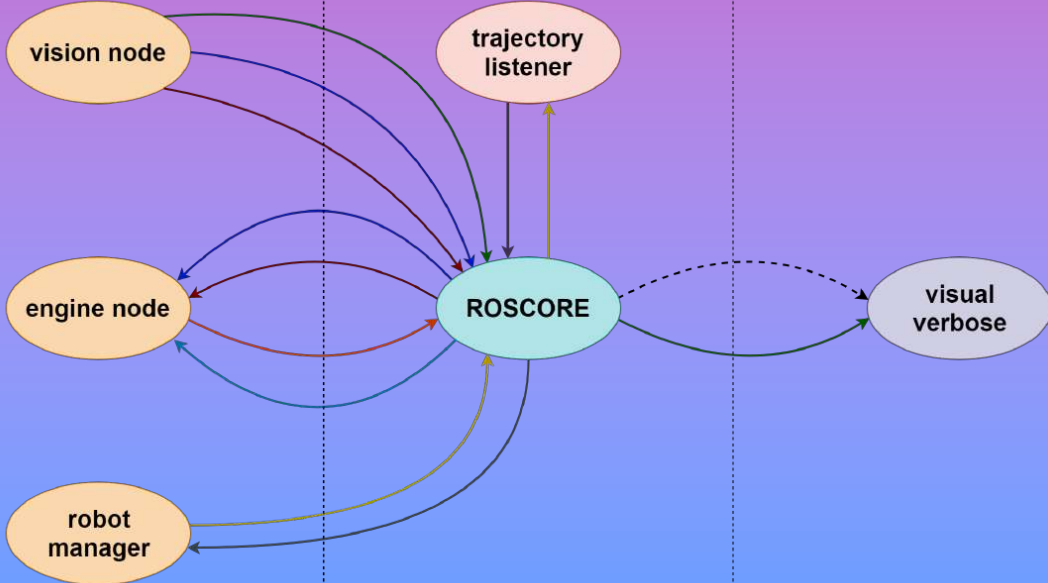 vision node
trajectory
listener
engine node
ROSCORE
visual
verbose
robot
manager